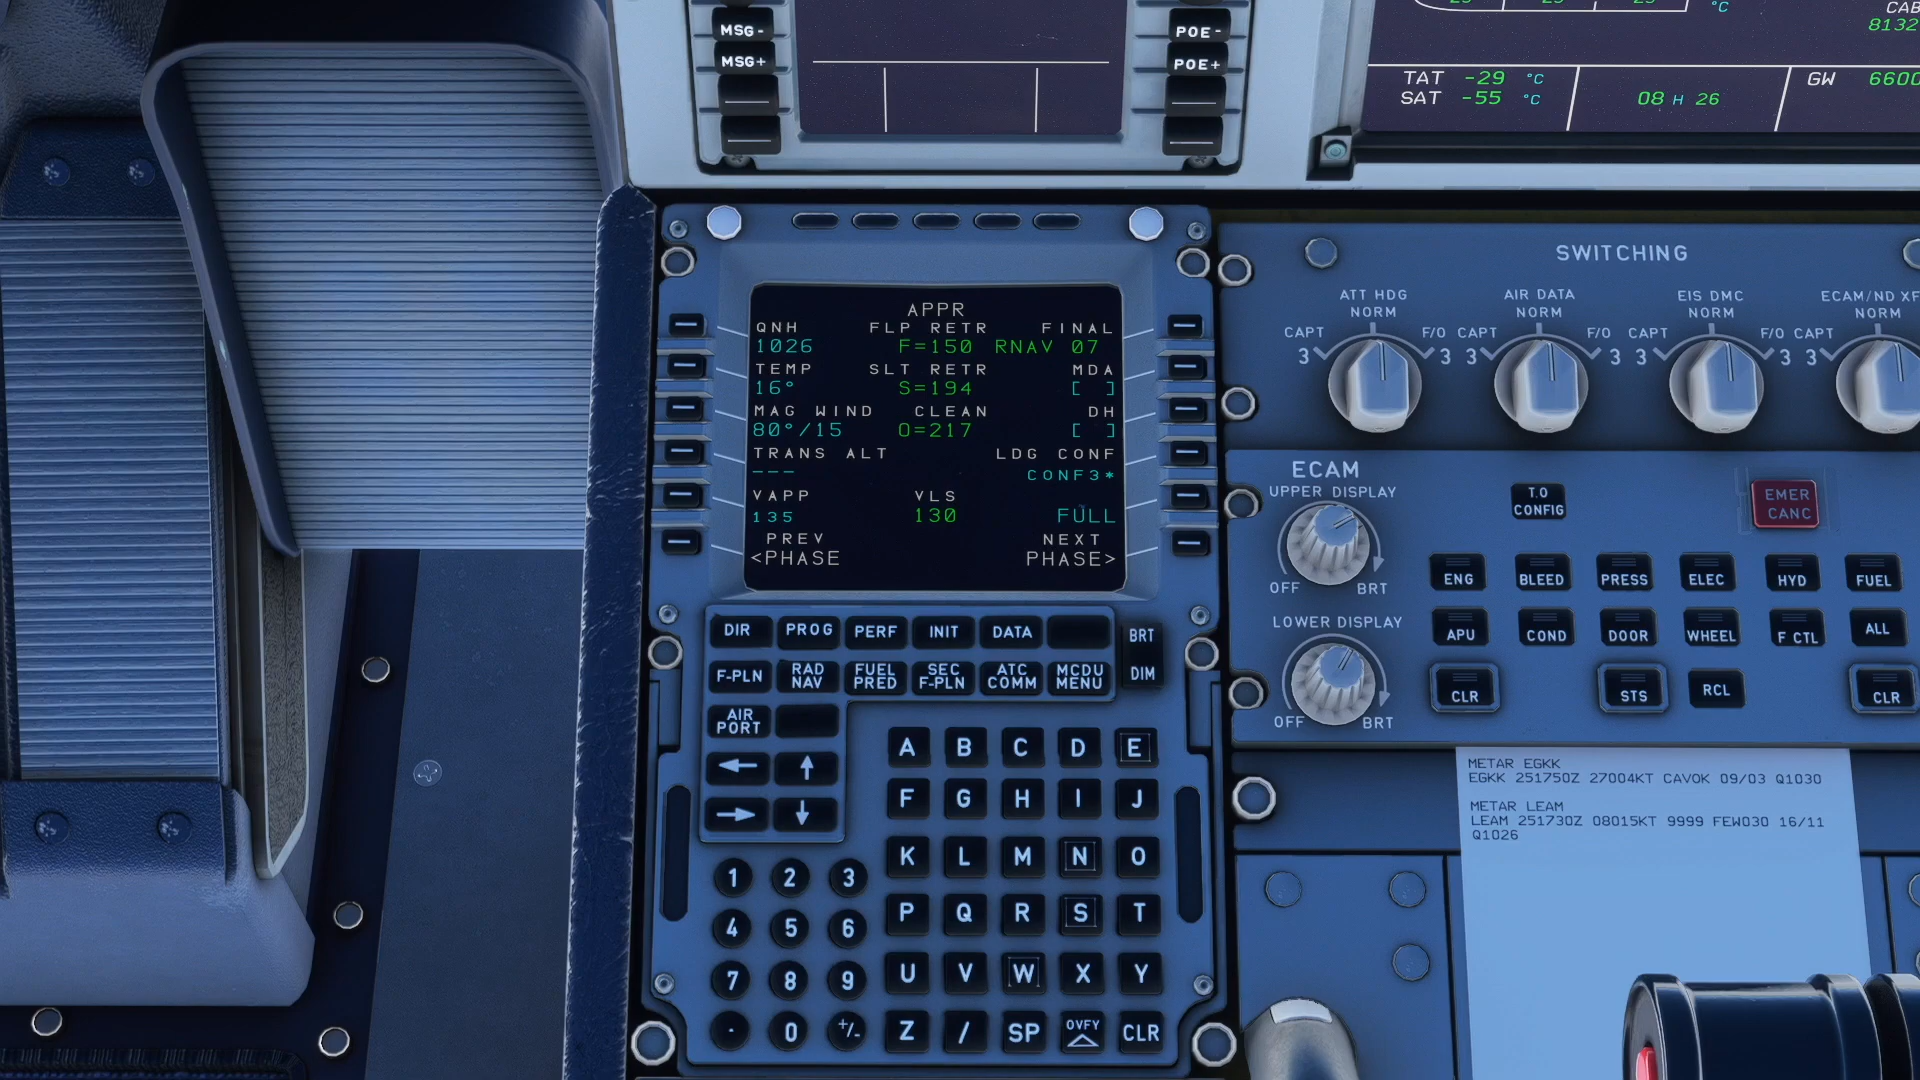 MSG-
MSG+
POE-
POE+
CAB
8132
TAT -29 °C
SAT -55 °C
08 H 26
GW 6600
APPR
QNH FLP RETR FINAL
1026 F=150 RNAV 07
TEMP SLT RETR MDA
16° S=194 [ ]
MAG WIND CLEAN DH
80°/15 O=217 [ ]
TRANS ALT LDG CONF
--- CONF3*
VAPP VLS
135 130 FULL
PREV NEXT
<PHASE PHASE>
DIR PROG PERF INIT DATA
BRT
DIM
F-PLN RAD NAV FUEL PRED SEC F-PLN ATC COMM MCDU MENU
AIR PORT
← ↑
→ ↓
A B C D E
F G H I J
K L M N O
P Q R S T
U V W X Y
Z / SP OVFY CLR
1 2 3
4 5 6
7 8 9
. 0 +/-
SWITCHING
ATT HDG AIR DATA EIS DMC ECAM/ND XF
NORM NORM NORM NORM
CAPT F/O CAPT F/O CAPT F/O CAPT
3 3 3 3 3 3 3
ECAM
UPPER DISPLAY
OFF BRT
LOWER DISPLAY
OFF BRT
T.O CONFIG
EMER CANC
ENG BLEED PRESS ELEC HYD FUEL
APU COND DOOR WHEEL F CTL ALL
CLR STS RCL CLR
METAR EGKK
EGKK 251750Z 27004KT CAVOK 09/03 Q1030
METAR LEAM
LEAM 251730Z 08015KT 9999 FEW030 16/11
Q1026